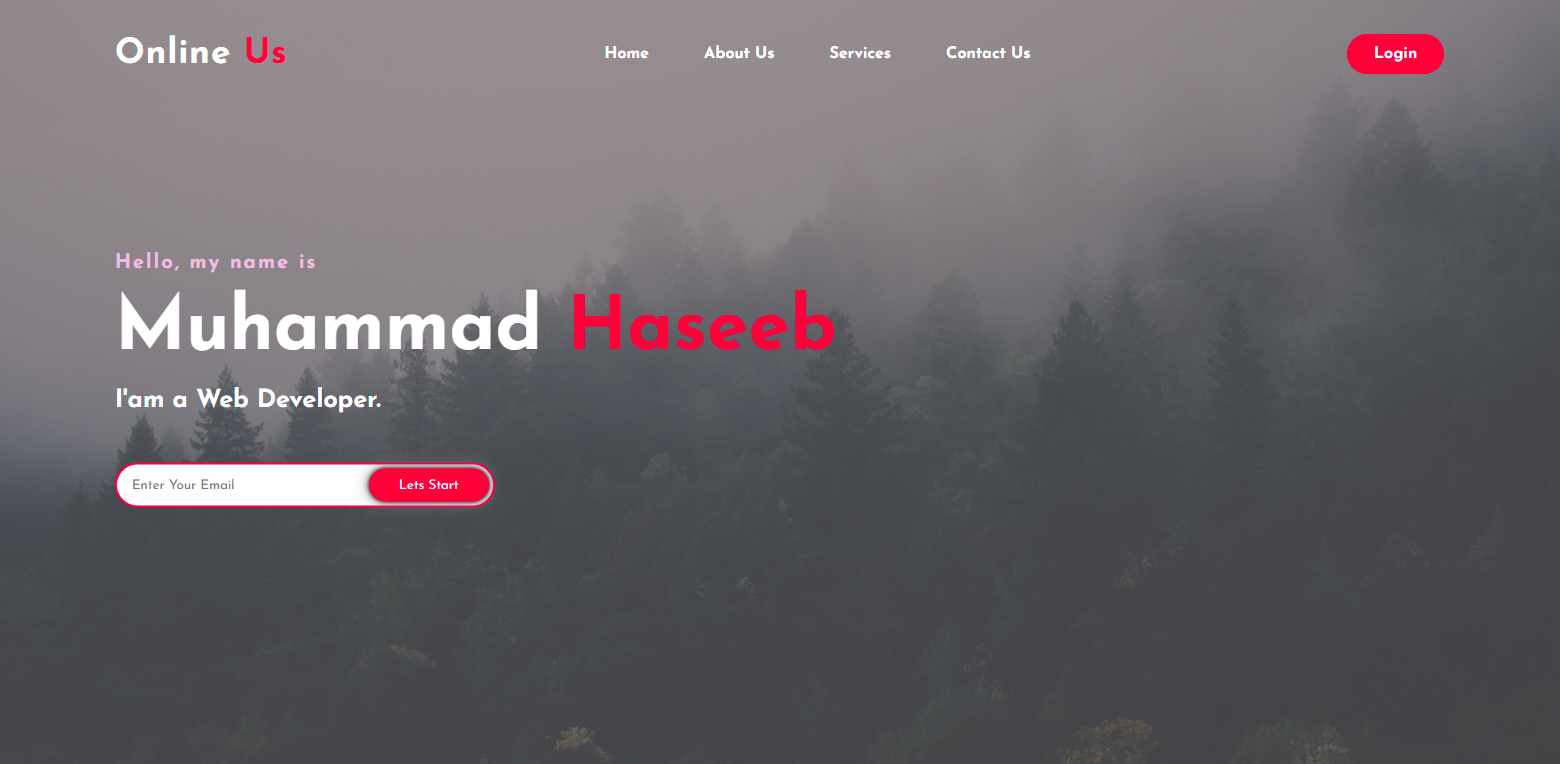 Online Us
Home About Us Services Contact Us
Login
Hello, my name is
Muhammad Haseeb
I'am a Web Developer.
Enter Your Email
Lets Start